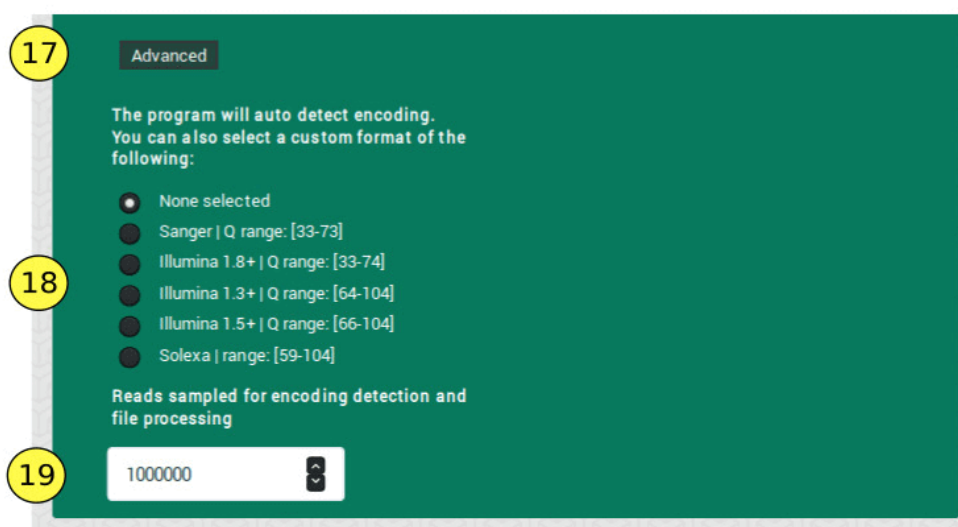 17
Advanced
The program will auto detect encoding.
You can also select a custom format of the
following:
None selected
Sanger | Q range: [33-73]
18
Illumina 1.8+ | Q range: [33-74]
Illumina 1.3+ | Q range: [64-104]
Illumina 1.5+ | Q range: [66-104]
Solexa | range: [59-104]
Reads sampled for encoding detection and
file processing
19
1000000